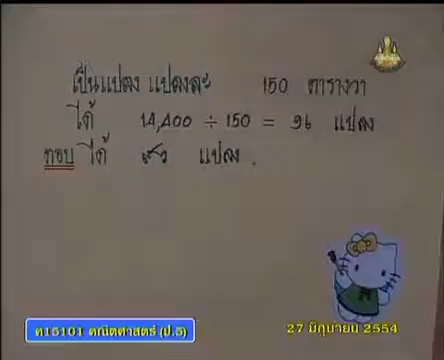 เป็นแปลง แปลงละ 150 ตารางวา
ได้ 14,400 ÷ 150 = 96 แปลง
ตอบ ได้ ๙๖ แปลง .
ค15101 คณิตศาสตร์ (ป.5)
27 มิถุนายน 2554